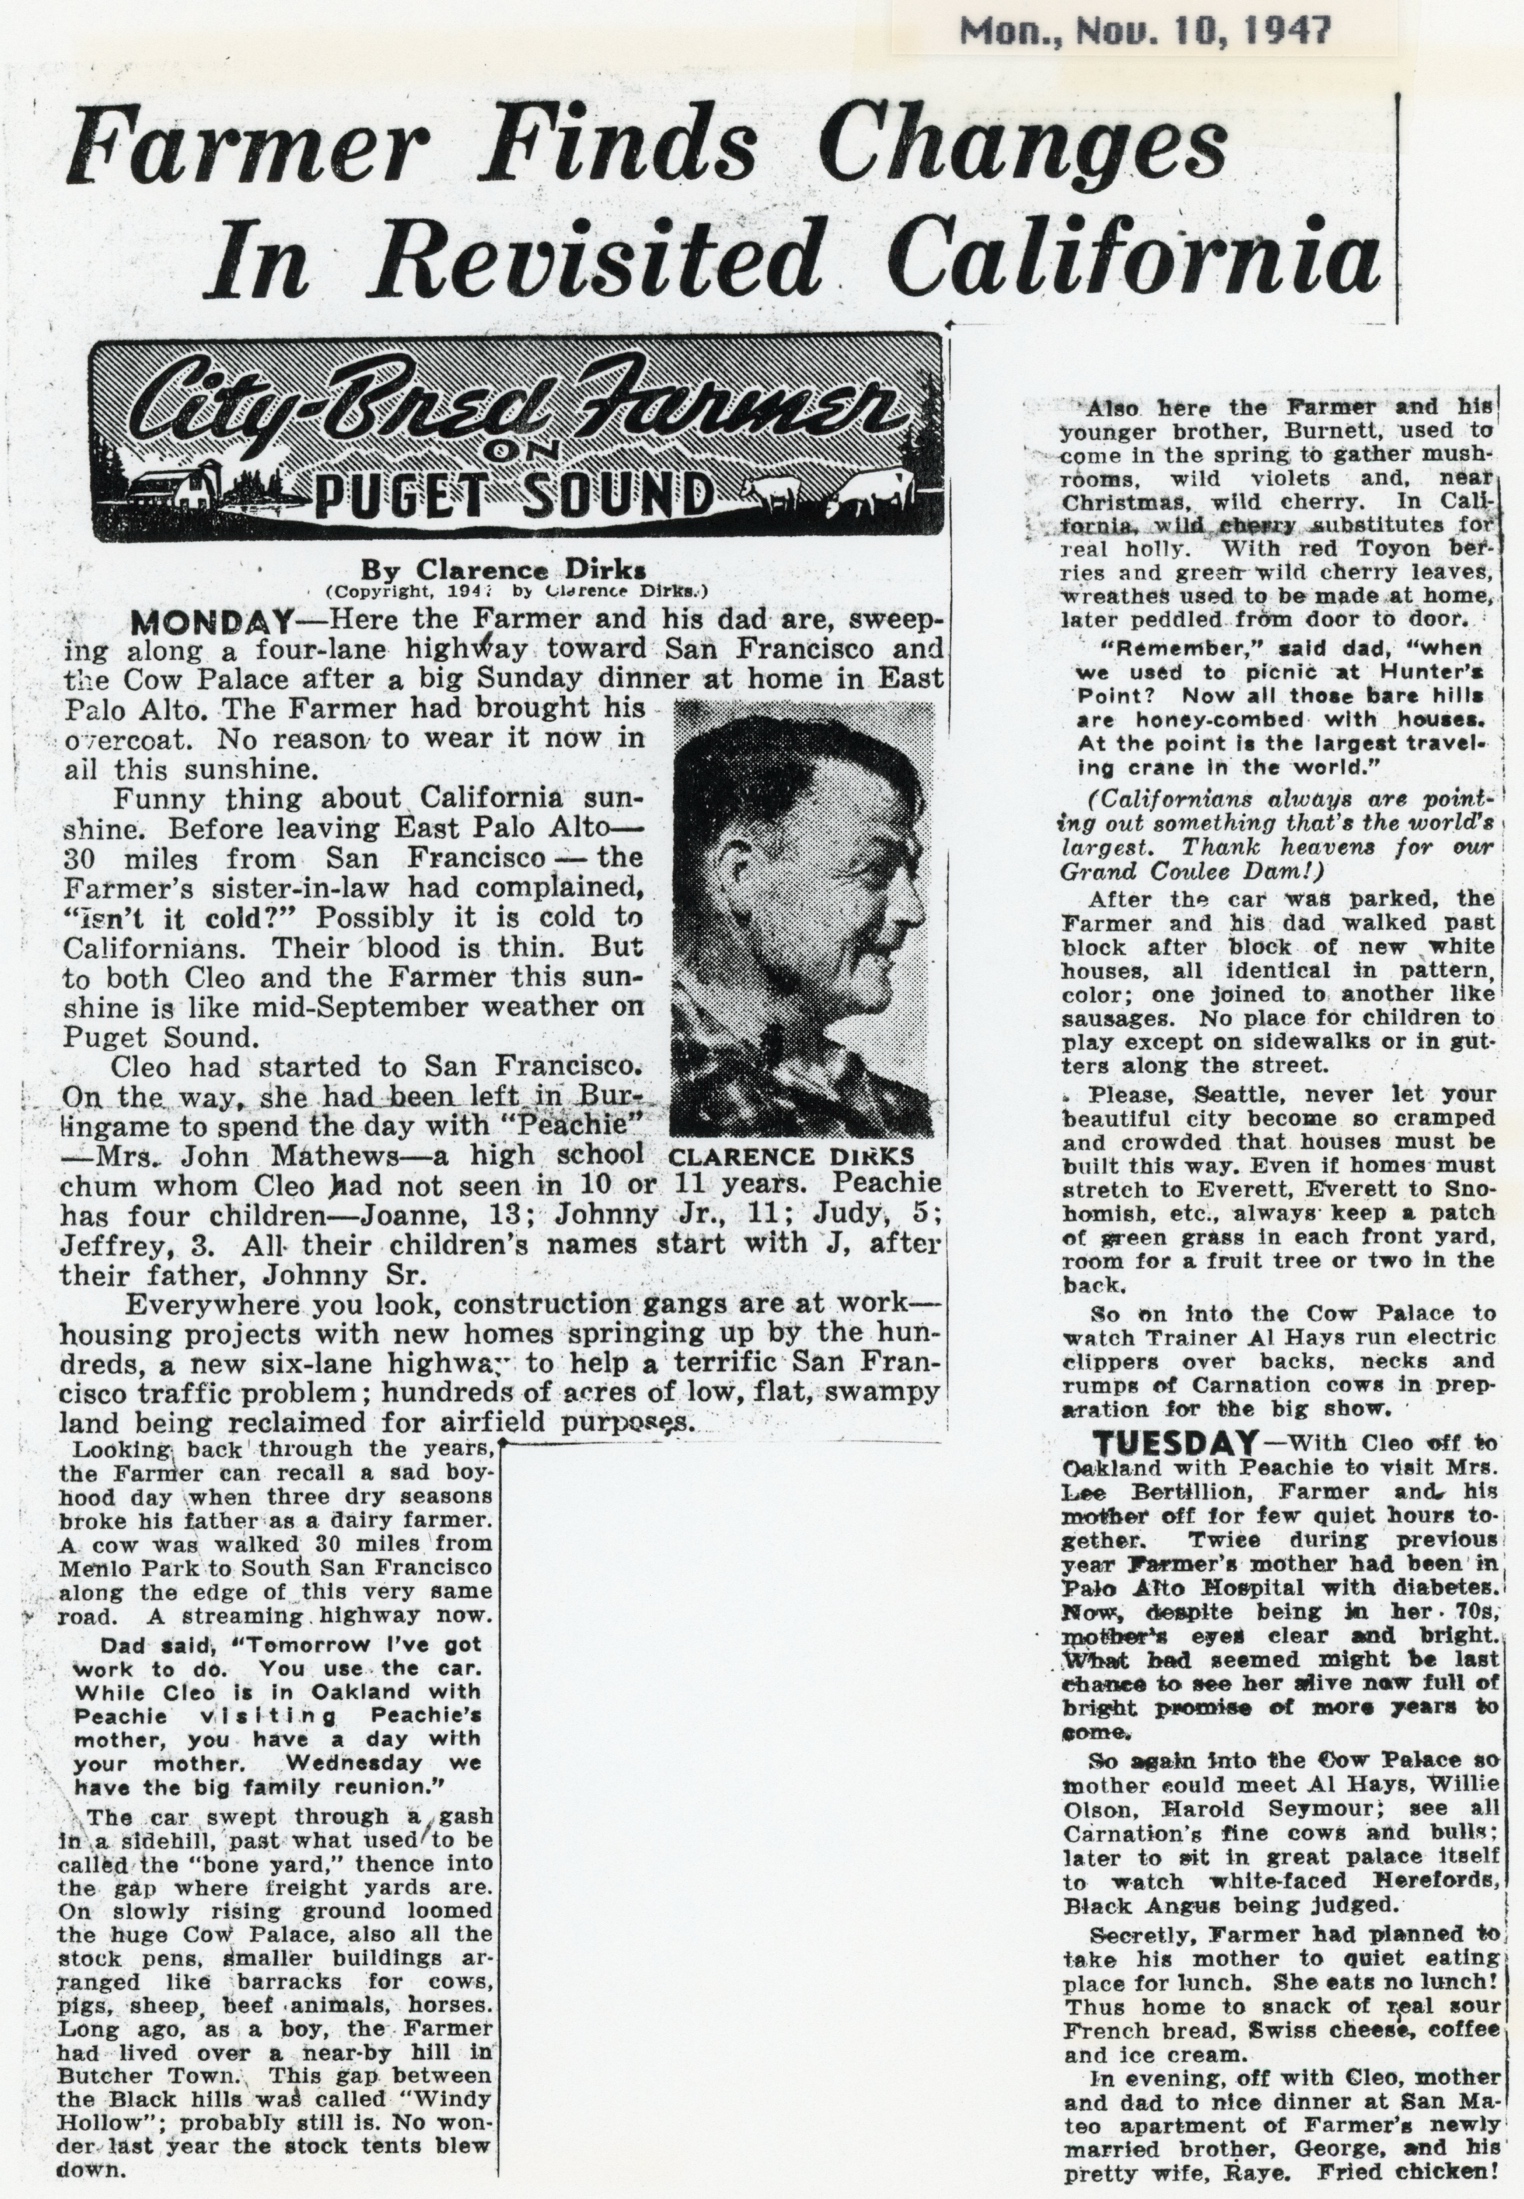 Mon., Nov. 10, 1947
Farmer Finds Changes
In Revisited California
City-Bred Farmer
ON
PUGET SOUND
By Clarence Dirks
(Copyright, 194 by Clarence Dirks.)
MONDAY—Here the Farmer and his dad are, sweep-
ing along a four-lane highway toward San Francisco and
the Cow Palace after a big Sunday dinner at home in East
Palo Alto. The Farmer had brought his
overcoat. No reason to wear it now in
all this sunshine.
Funny thing about California sun-
shine. Before leaving East Palo Alto—
30 miles from San Francisco—the
Farmer's sister-in-law had complained,
"isn't it cold?" Possibly it is cold to
Californians. Their blood is thin. But
to both Cleo and the Farmer this sun-
shine is like mid-September weather on
Puget Sound.
Cleo had started to San Francisco.
On the way, she had been left in Bur-
lingame to spend the day with "Peachie"
—Mrs. John Mathews—a high school
CLARENCE DIRKS
chum whom Cleo had not seen in 10 or 11 years. Peachie
has four children—Joanne, 13; Johnny Jr., 11; Judy, 5;
Jeffrey, 3. All their children's names start with J, after
their father, Johnny Sr.
Everywhere you look, construction gangs are at work—
housing projects with new homes springing up by the hun-
dreds, a new six-lane highway to help a terrific San Fran-
cisco traffic problem; hundreds of acres of low, flat, swampy
land being reclaimed for airfield purposes.
Looking back through the years,
the Farmer can recall a sad boy-
hood day when three dry seasons
broke his father as a dairy farmer.
A cow was walked 30 miles from
Menlo Park to South San Francisco
along the edge of this very same
road. A streaming highway now.
Dad said, "Tomorrow I've got
work to do. You use the car.
While Cleo is in Oakland with
Peachie visiting Peachie's
mother, you have a day with
your mother. Wednesday we
have the big family reunion."
The car swept through a gash
in a sidehill, past what used to be
called the "bone yard," thence into
the gap where freight yards are.
On slowly rising ground loomed
the huge Cow Palace, also all the
stock pens, smaller buildings ar-
ranged like barracks for cows,
pigs, sheep, beef animals, horses.
Long ago, as a boy, the Farmer
had lived over a near-by hill in
Butcher Town. This gap between
the Black hills was called "Windy
Hollow"; probably still is. No won-
der last year the stock tents blew
down.
Also here the Farmer and his
younger brother, Burnett, used to
come in the spring to gather mush-
rooms, wild violets and, near
Christmas, wild cherry. In Cali-
fornia, wild cherry substitutes for
real holly. With red Toyon ber-
ries and green wild cherry leaves,
wreathes used to be made at home,
later peddled from door to door.
"Remember," said dad, "when
we used to picnic at Hunter's
Point? Now all those bare hills
are honey-combed with houses.
At the point is the largest travel-
ing crane in the world."
(Californians always are point-
ing out something that's the world's
largest. Thank heavens for our
Grand Coulee Dam!)
After the car was parked, the
Farmer and his dad walked past
block after block of new white
houses, all identical in pattern,
color; one joined to another like
sausages. No place for children to
play except on sidewalks or in gut-
ters along the street.
Please, Seattle, never let your
beautiful city become so cramped
and crowded that houses must be
built this way. Even if homes must
stretch to Everett, Everett to Sno-
homish, etc., always keep a patch
of green grass in each front yard,
room for a fruit tree or two in the
back.
So on into the Cow Palace to
watch Trainer Al Hays run electric
clippers over backs, necks and
rumps of Carnation cows in prep-
aration for the big show.
TUESDAY—With Cleo off to
Oakland with Peachie to visit Mrs.
Lee Bertillion, Farmer and his
mother off for few quiet hours to-
gether. Twice during previous
year Farmer's mother had been in
Palo Alto Hospital with diabetes.
Now, despite being in her 70s,
mother's eyes clear and bright.
What had seemed might be last
chance to see her alive now full of
bright promise of more years to
come.
So again into the Cow Palace so
mother could meet Al Hays, Willie
Olson, Harold Seymour; see all
Carnation's fine cows and bulls;
later to sit in great palace itself
to watch white-faced Herefords,
Black Angus being judged.
Secretly, Farmer had planned to
take his mother to quiet eating
place for lunch. She eats no lunch!
Thus home to snack of real sour
French bread, Swiss cheese, coffee
and ice cream.
In evening, off with Cleo, mother
and dad to nice dinner at San Ma-
teo apartment of Farmer's newly
married brother, George, and his
pretty wife, Raye. Fried chicken!